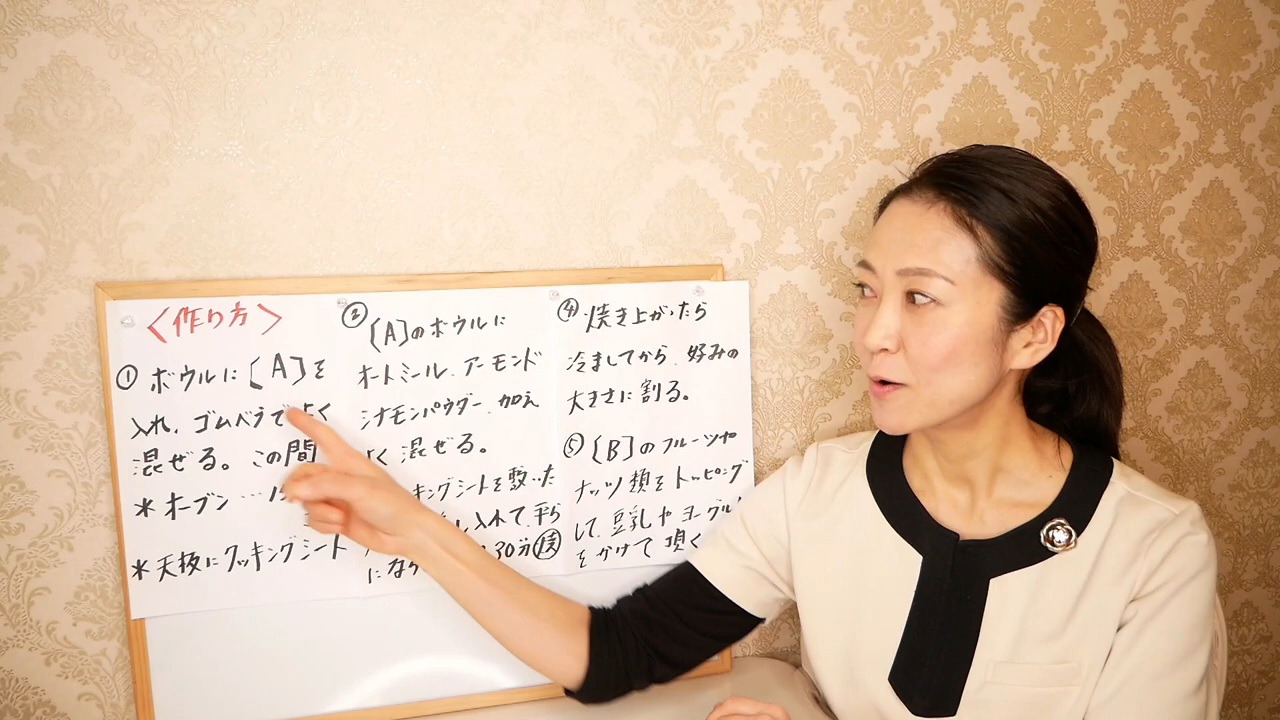 〈作り方〉
① ボウルに[A]を
入れ、ゴムベラでよく
混ぜる。この間
＊オーブン…
＊天板にクッキングシート
② [A]のボウルに
オートミール、アーモンド
シナモンパウダー、加え
よく混ぜる。
キングシートを敷いた
し入れて、平ら
にな
30分焼
④ 焼き上がったら
冷ましてから、好みの
大きさに割る。
⑤ [B]のフルーツや
ナッツ類をトッピング
して、豆乳やヨーグル
をかけて頂く